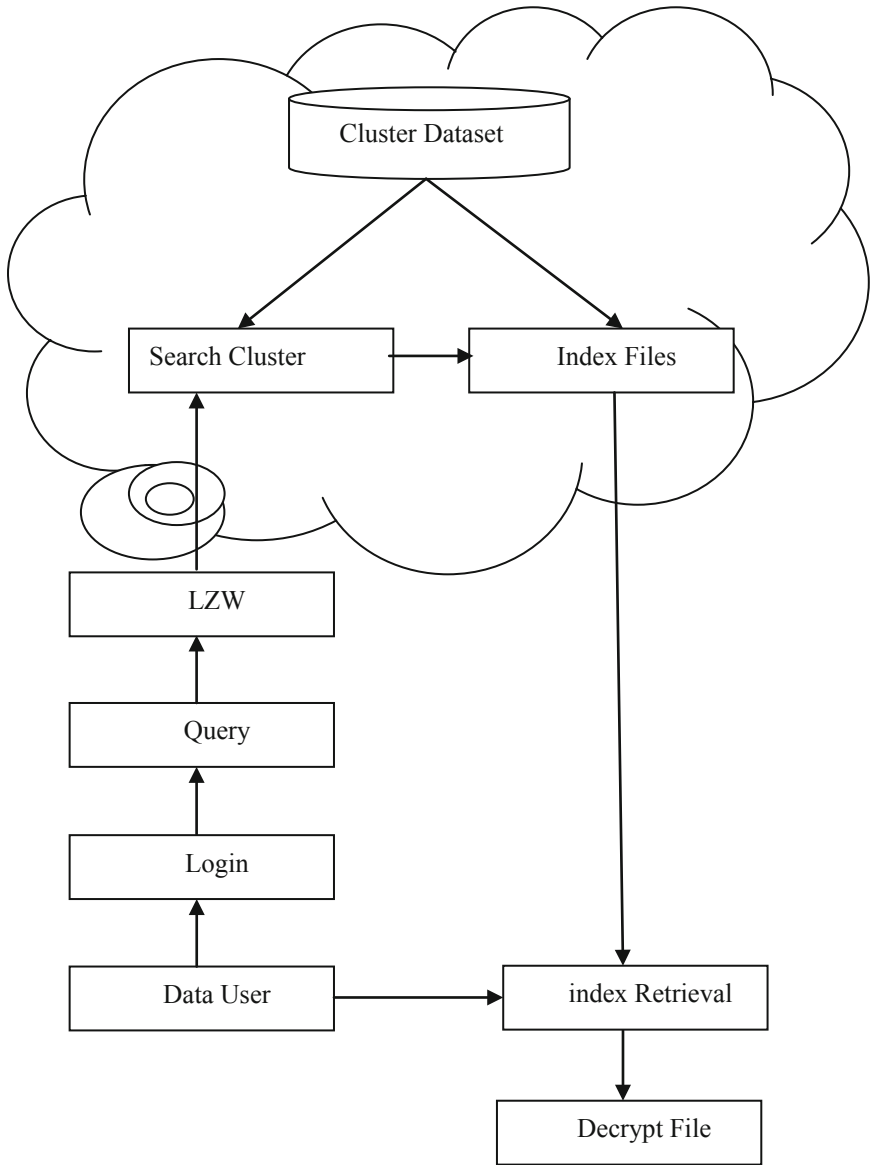 Cluster Dataset
Search Cluster
Index Files
LZW
Query
Login
Data User
index Retrieval
Decrypt File